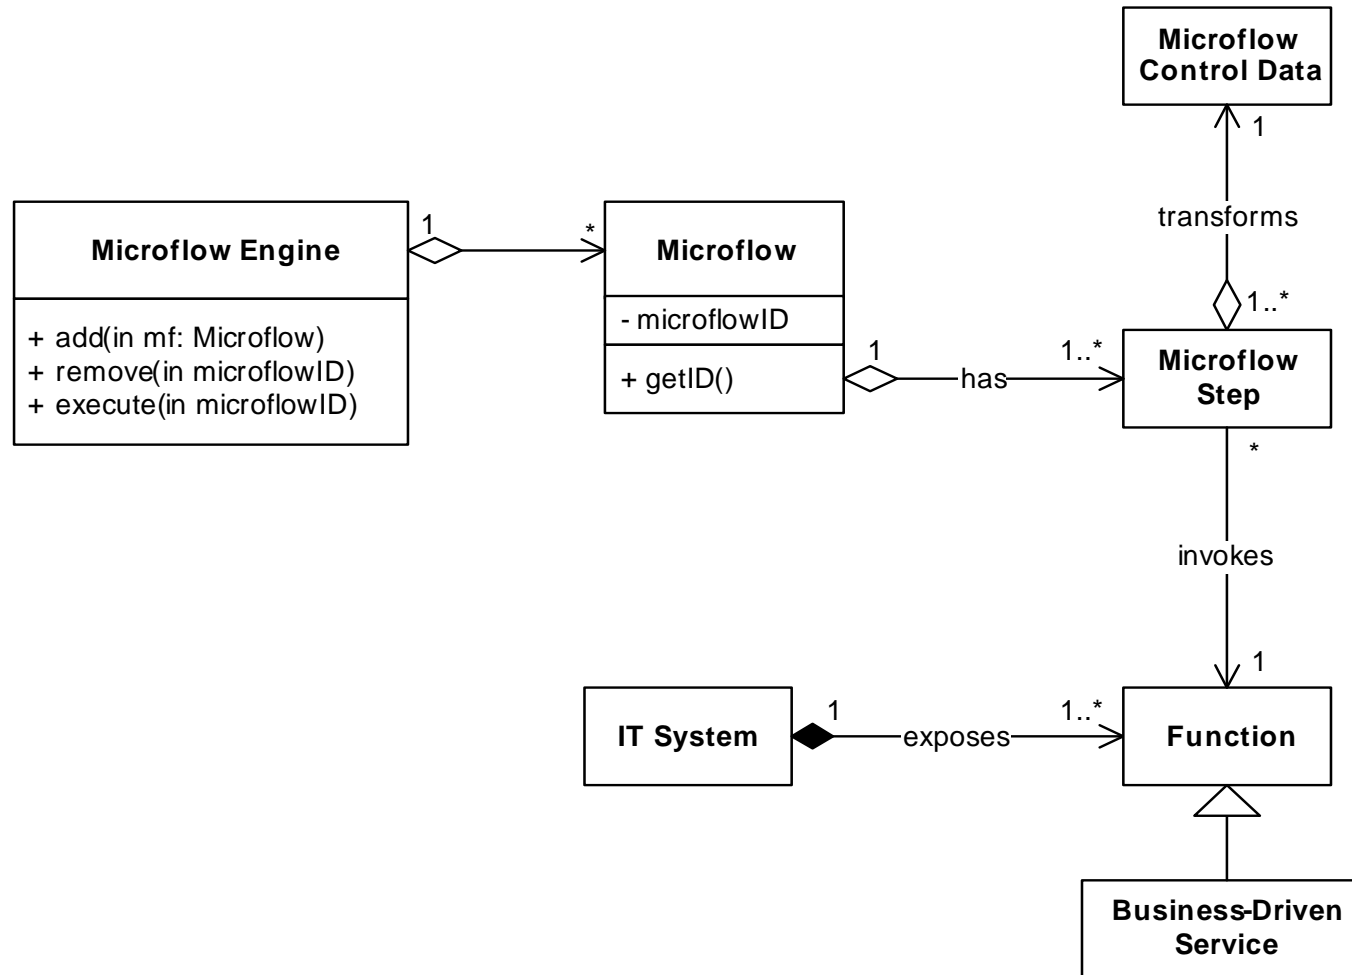 Microflow
Control Data
1
transforms
1..*
Microflow Engine
1
*
Microflow
+ add(in mf: Microflow)
+ remove(in microflowID)
+ execute(in microflowID)
- microflowID
+ getID()
1
has
1..*
Microflow
Step
*
invokes
1
IT System
1
exposes
1..*
Function
Business-Driven
Service